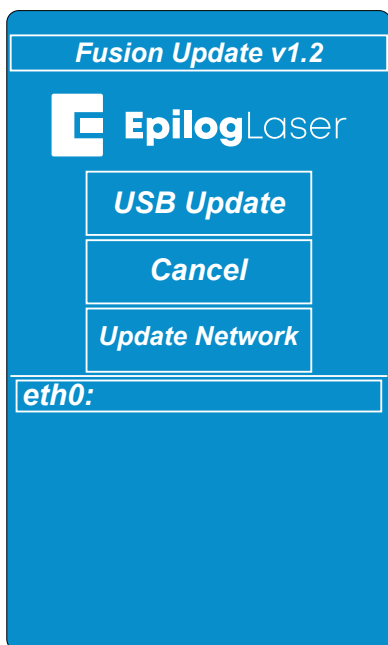 Fusion Update v1.2
EpilogLaser
USB Update
Cancel
Update Network
eth0: